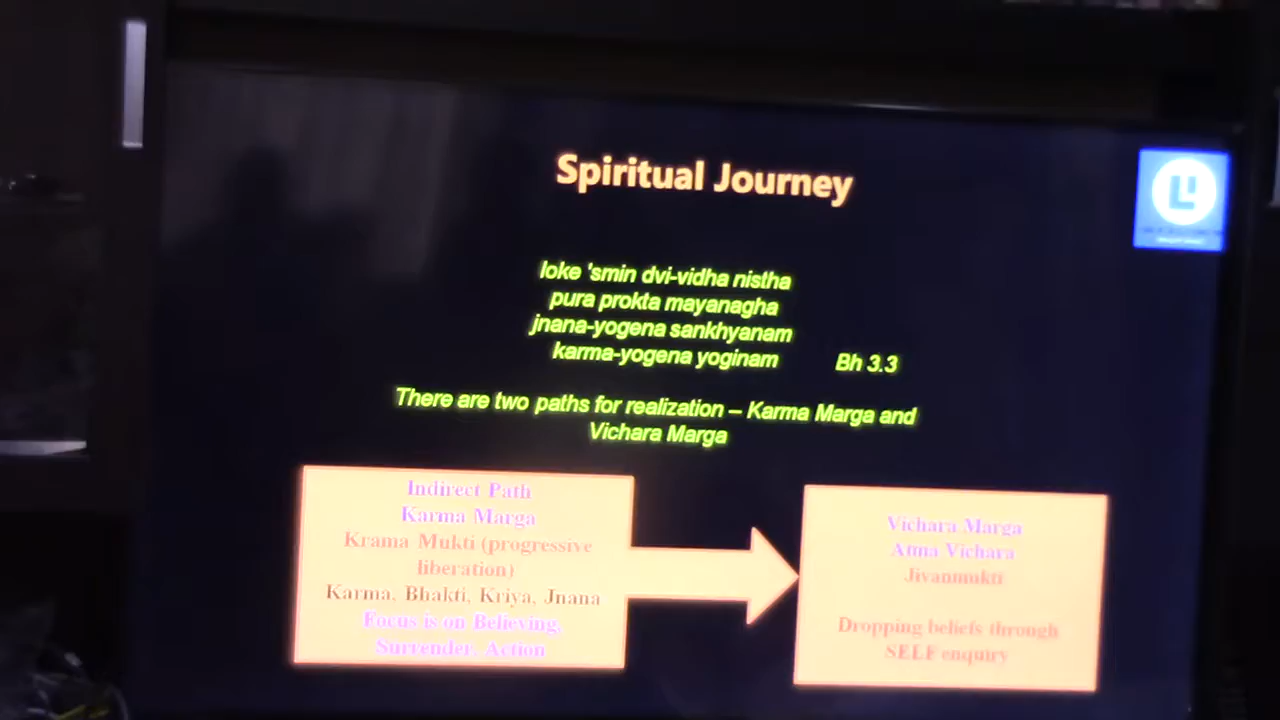 Spiritual Journey
loke 'smin dvi-vidha nistha
pura prokta mayanagha
jnana-yogena sankhyanam
karma-yogena yoginam Bh 3.3
There are two paths for realization – Karma Marga and
Vichara Marga
Indirect Path
Karma Marga
Krama Mukti (progressive
liberation)
Karma, Bhakti, Kriya, Jnana
Focus is on Believing,
Surrender, Action
Vichara Marga
Atma Vichara
Jivanmukti
Dropping beliefs through
SELF enquiry